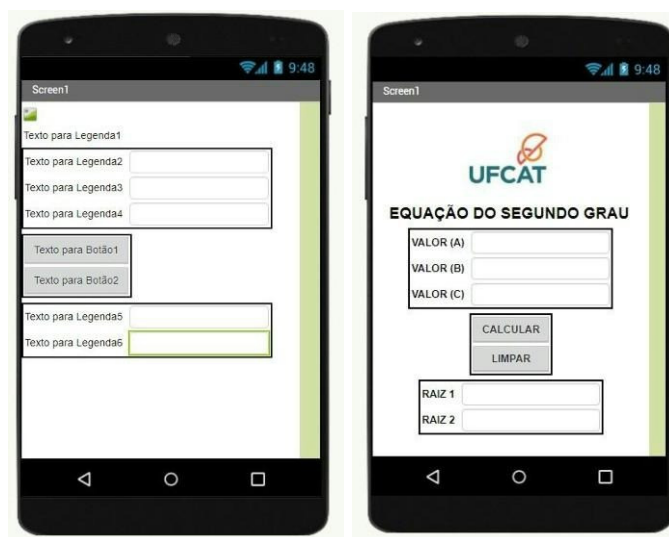 9:48
Screen1
Texto para Legenda1
Texto para Legenda2
Texto para Legenda3
Texto para Legenda4
Texto para Botão1
Texto para Botão2
Texto para Legenda5
Texto para Legenda6
9:48
Screen1
UFCAT
EQUAÇÃO DO SEGUNDO GRAU
VALOR (A)
VALOR (B)
VALOR (C)
CALCULAR
LIMPAR
RAIZ 1
RAIZ 2